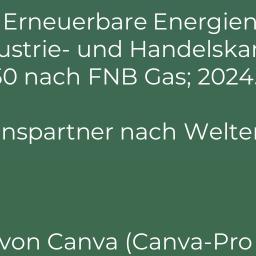 Erneuerbare Energien
ustrie- und Handelskar
50 nach FNB Gas; 2024.
nspartner nach Welter
von Canva (Canva-Pro